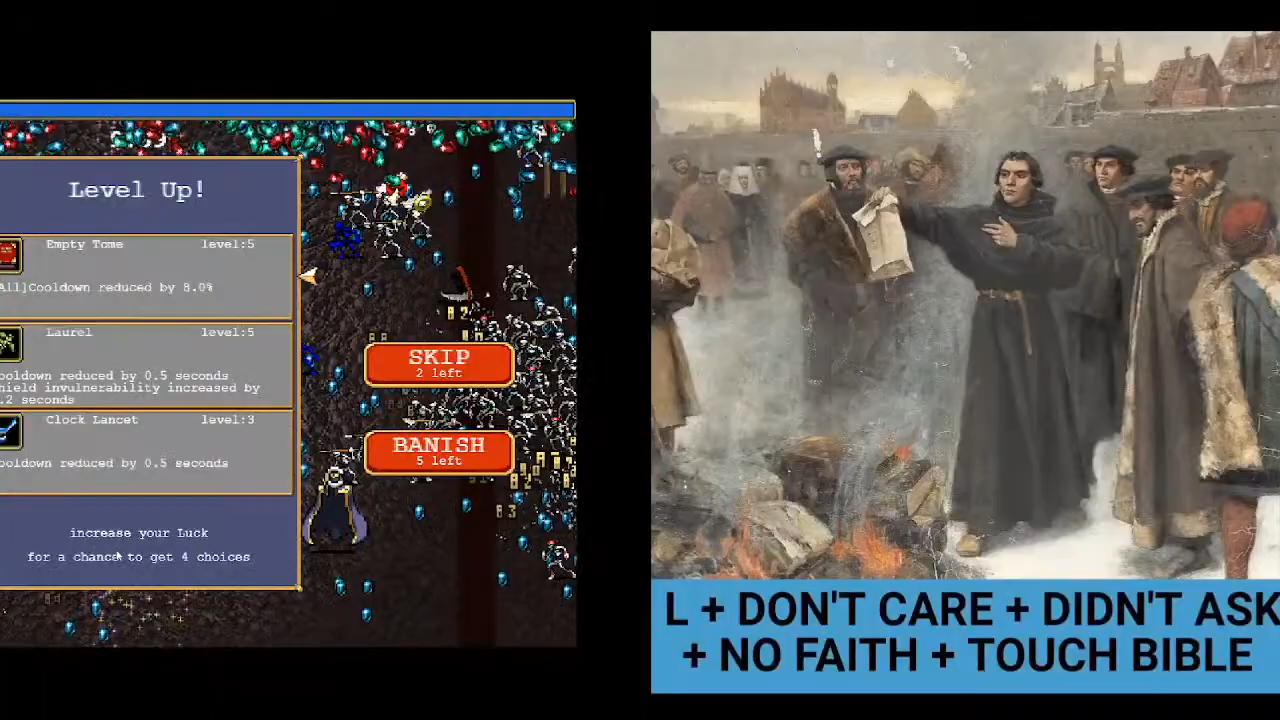 Level Up!
Empty Tome level:5
All]Cooldown reduced by 8.0%
Laurel level:5
ooldown reduced by 0.5 seconds
hield invulnerability increased by
.2 seconds
Clock Lancet level:3
ooldown reduced by 0.5 seconds
increase your Luck
for a chance to get 4 choices
SKIP
2 left
BANISH
5 left
82
83
L + DON'T CARE + DIDN'T ASK
+ NO FAITH + TOUCH BIBLE